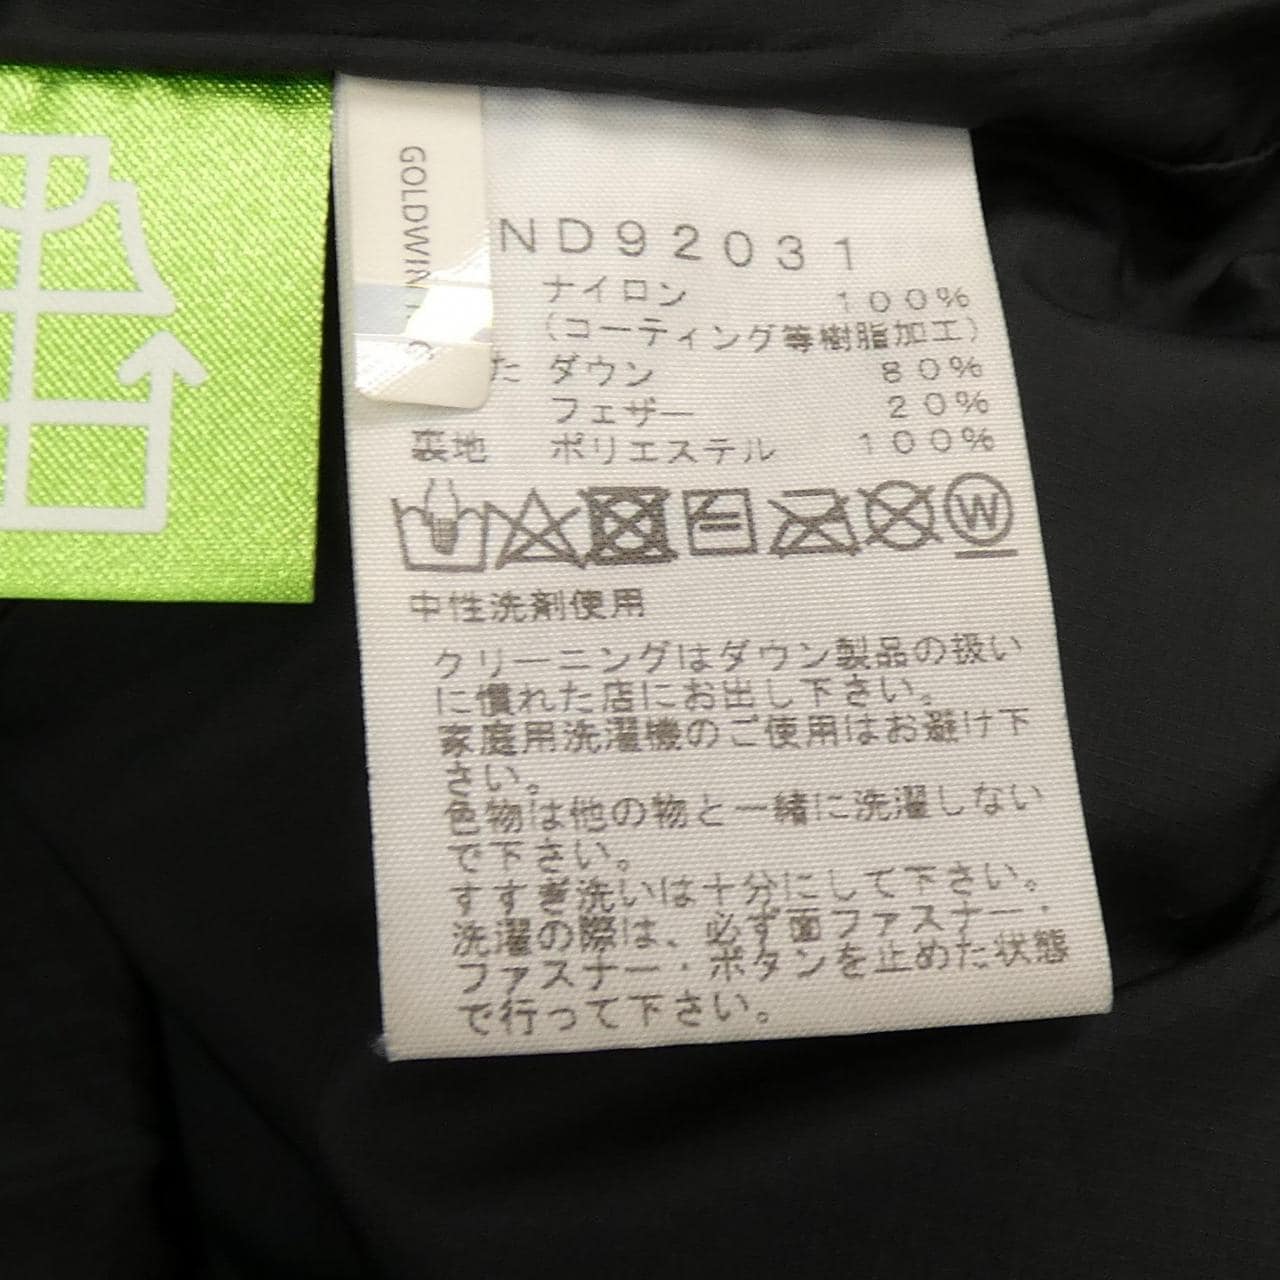 GOLDWIN
ND92031
ナイロン 100%
(コーティング等樹脂加工)
た ダウン 80%
フェザー 20%
裏地 ポリエステル 100%
W
中性洗剤使用
クリーニングはダウン製品の扱い
に慣れた店にお出し下さい。
家庭用洗濯機のご使用はお避け下
さい。
色物は他の物と一緒に洗濯しない
で下さい。
すすぎ洗いは十分にして下さい。
洗濯の際は、必ず面ファスナー・
ファスナー・ボタンを止めた状態
で行って下さい。